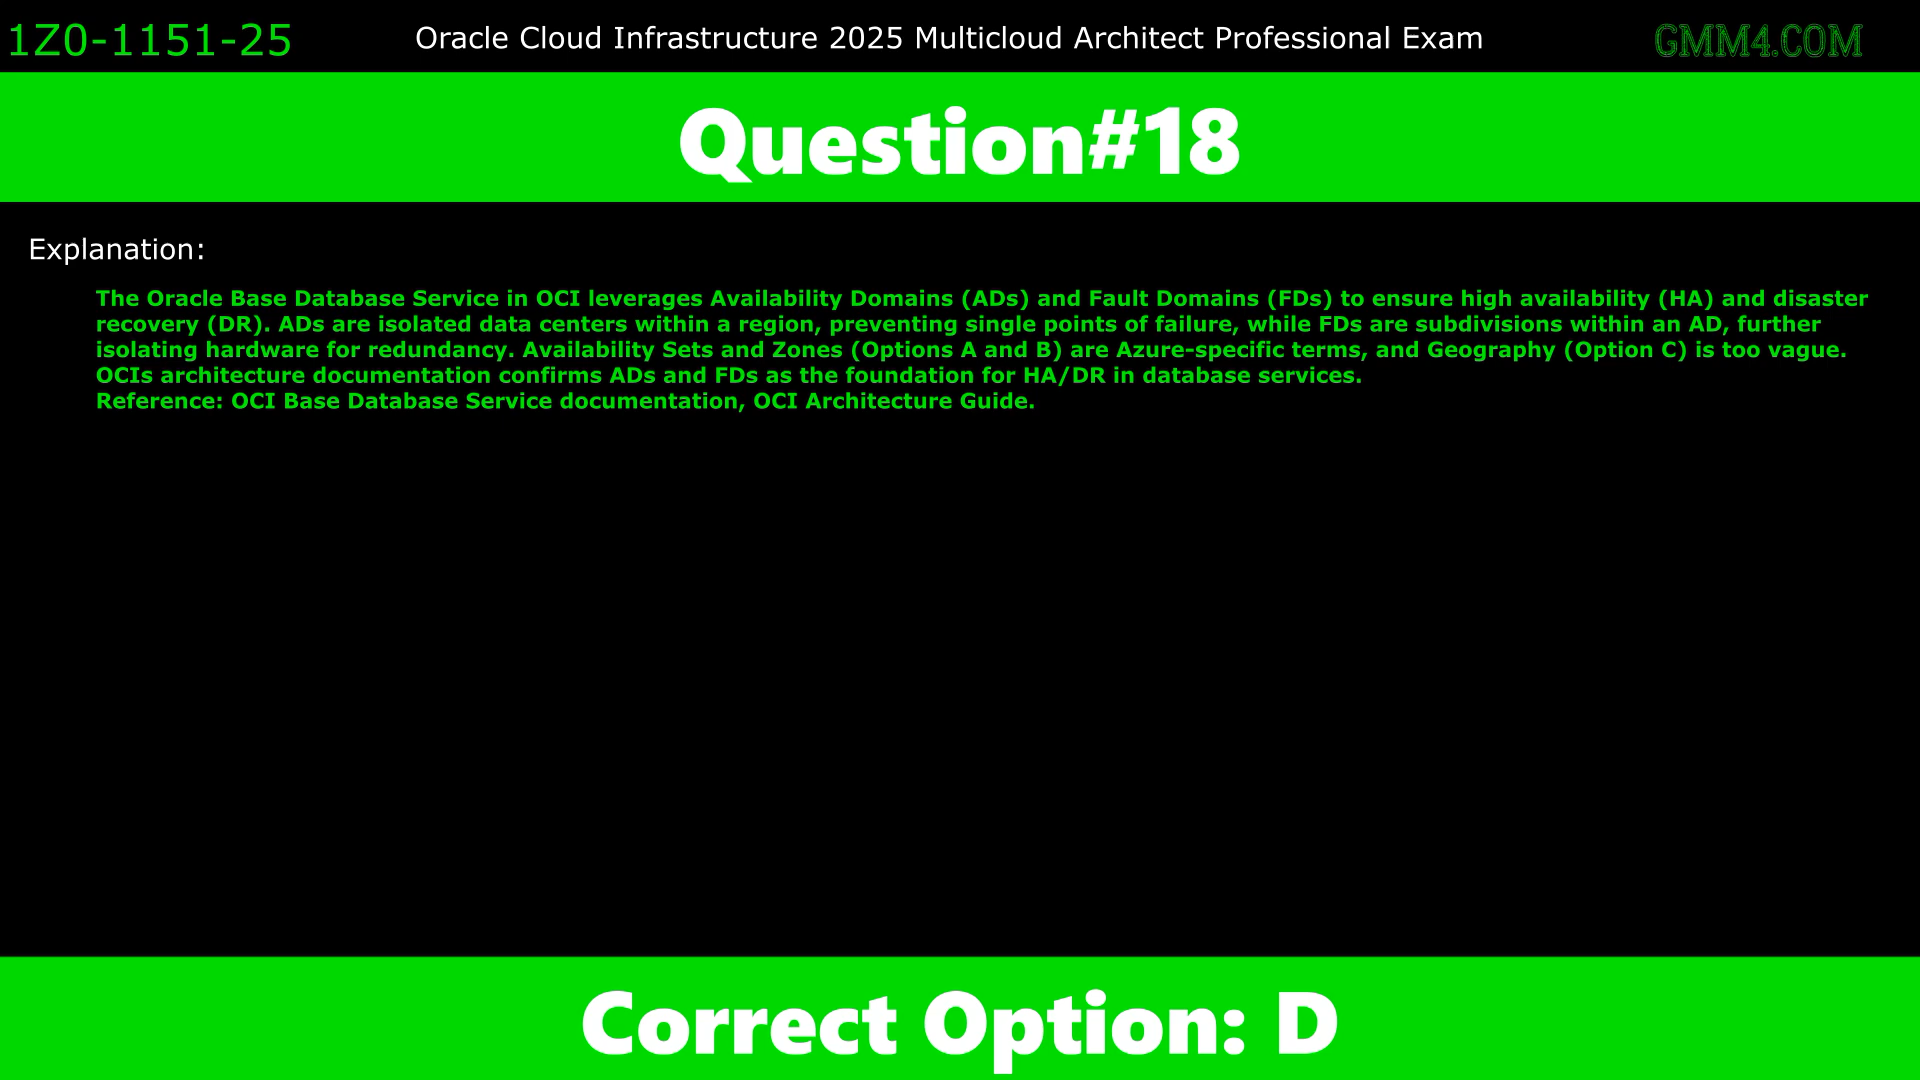 1Z0-1151-25
Oracle Cloud Infrastructure 2025 Multicloud Architect Professional Exam
GMM4.COM
Question#18
Explanation:
The Oracle Base Database Service in OCI leverages Availability Domains (ADs) and Fault Domains (FDs) to ensure high availability (HA) and disaster
recovery (DR). ADs are isolated data centers within a region, preventing single points of failure, while FDs are subdivisions within an AD, further
isolating hardware for redundancy. Availability Sets and Zones (Options A and B) are Azure-specific terms, and Geography (Option C) is too vague.
OCIs architecture documentation confirms ADs and FDs as the foundation for HA/DR in database services.
Reference: OCI Base Database Service documentation, OCI Architecture Guide.
Correct Option: D